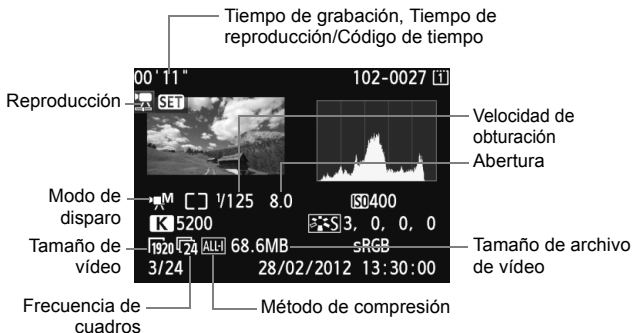 Tiempo de grabación, Tiempo de
reproducción/Código de tiempo
00'11"
102-0027 1
Reproducción
SET
Velocidad de
obturación
Abertura
Modo de
disparo
M
1/125
8.0
ISO400
K 5200
S 3, 0, 0, 0
Tamaño de
vídeo
1920
24
ALL-I
68.6MB
sRGB
Tamaño de archivo
de vídeo
3/24
28/02/2012 13:30:00
Frecuencia de
cuadros
Método de compresión